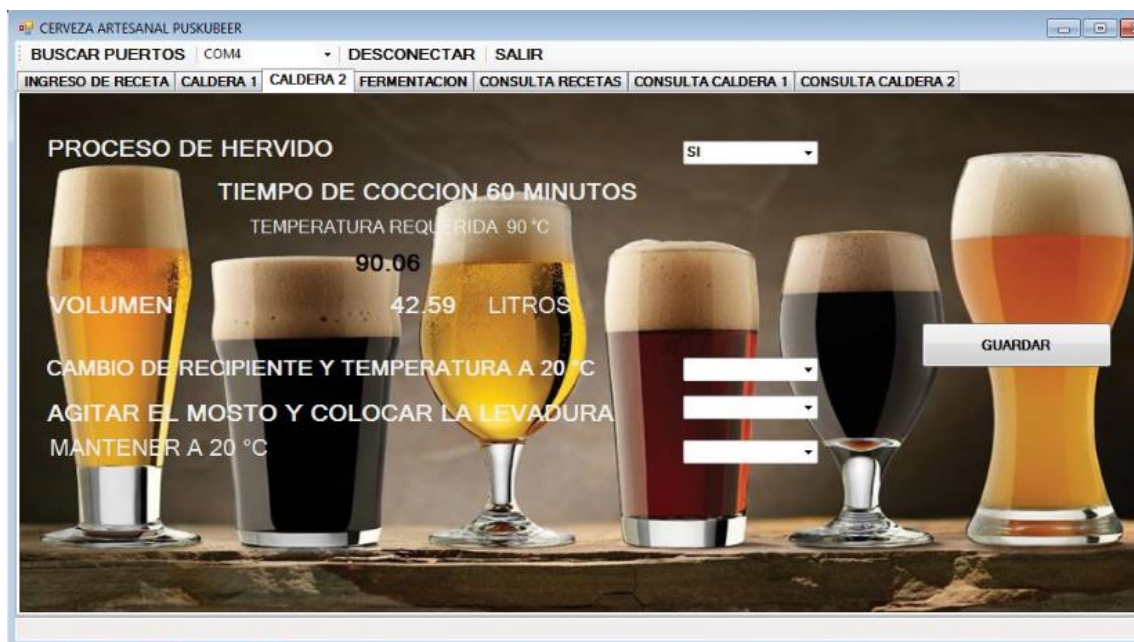 CERVEZA ARTESANAL PUSKUBEER
BUSCAR PUERTOS COM4 DESCONECTAR SALIR
INGRESO DE RECETA CALDERA 1 CALDERA 2 FERMENTACION CONSULTA RECETAS CONSULTA CALDERA 1 CONSULTA CALDERA 2
PROCESO DE HERVIDO SI
TIEMPO DE COCCION 60 MINUTOS
TEMPERATURA REQUERIDA 90 °C
90.06
VOLUMEN 42.59 LITROS
GUARDAR
CAMBIO DE RECIPIENTE Y TEMPERATURA A 20 °C
AGITAR EL MOSTO Y COLOCAR LA LEVADURA
MANTENER A 20 °C